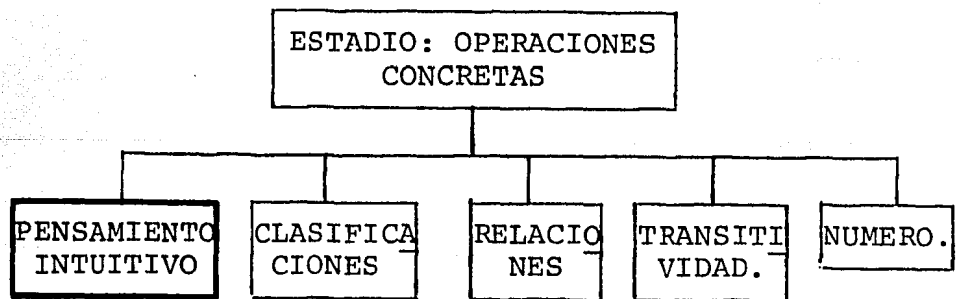 ESTADIO: OPERACIONES
CONCRETAS
PENSAMIENTO
INTUITIVO
CLASIFICA
CIONES
RELACIO
NES
TRANSITI
VIDAD.
NUMERO.